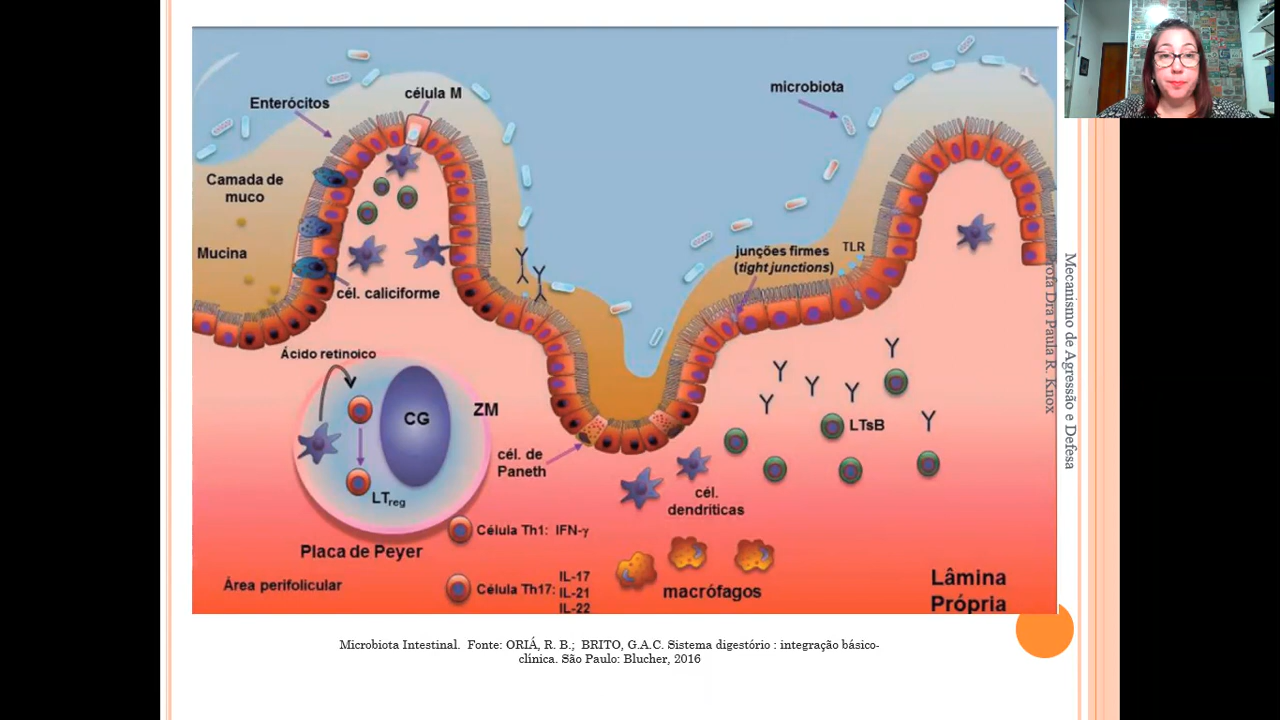 célula M
Enterócitos
microbiota
Camada de
muco
Mucina
junções firmes
(tight junctions)
TLR
cél. caliciforme
Ácido retinoico
CG
ZM
LTsB
cél. de
Paneth
LTreg
cél.
dendríticas
Célula Th1: IFN-γ
Placa de Peyer
Área perifolicular
Célula Th17:
IL-17
IL-21
IL-22
macrófagos
Lâmina
Própria
Mecanismo de Agressão e Defesa
Profa Dra Paula R. Knox
Microbiota Intestinal. Fonte: ORIÁ, R. B.; BRITO, G.A.C. Sistema digestório : integração básico-
clínica. São Paulo: Blucher, 2016